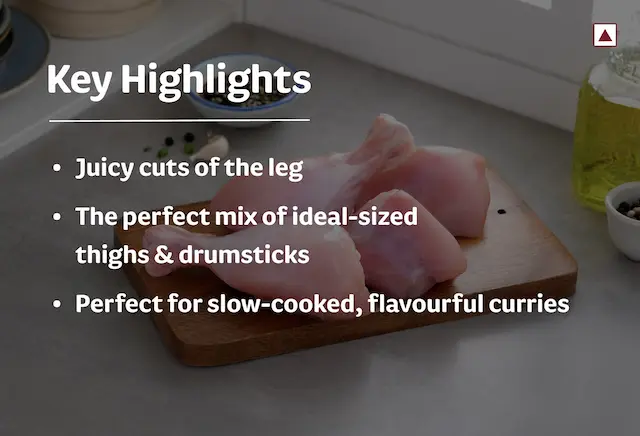 Key Highlights
• Juicy cuts of the leg
• The perfect mix of ideal-sized
thighs & drumsticks
• Perfect for slow-cooked, flavourful curries